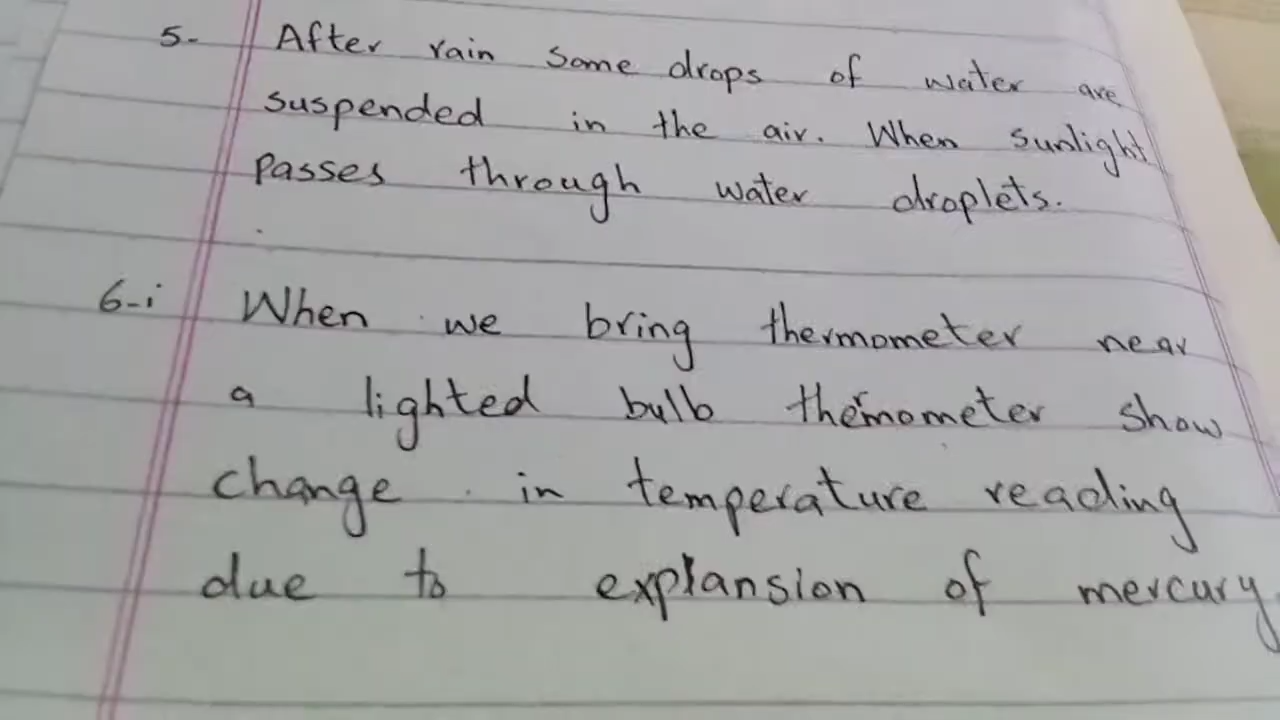 5- After rain some drops of water are
suspended in the air. When sunlight
passes through water droplets.
6-i When we bring thermometer near
a lighted bulb thermometer show
change in temperature reading
due to explansion of mercury